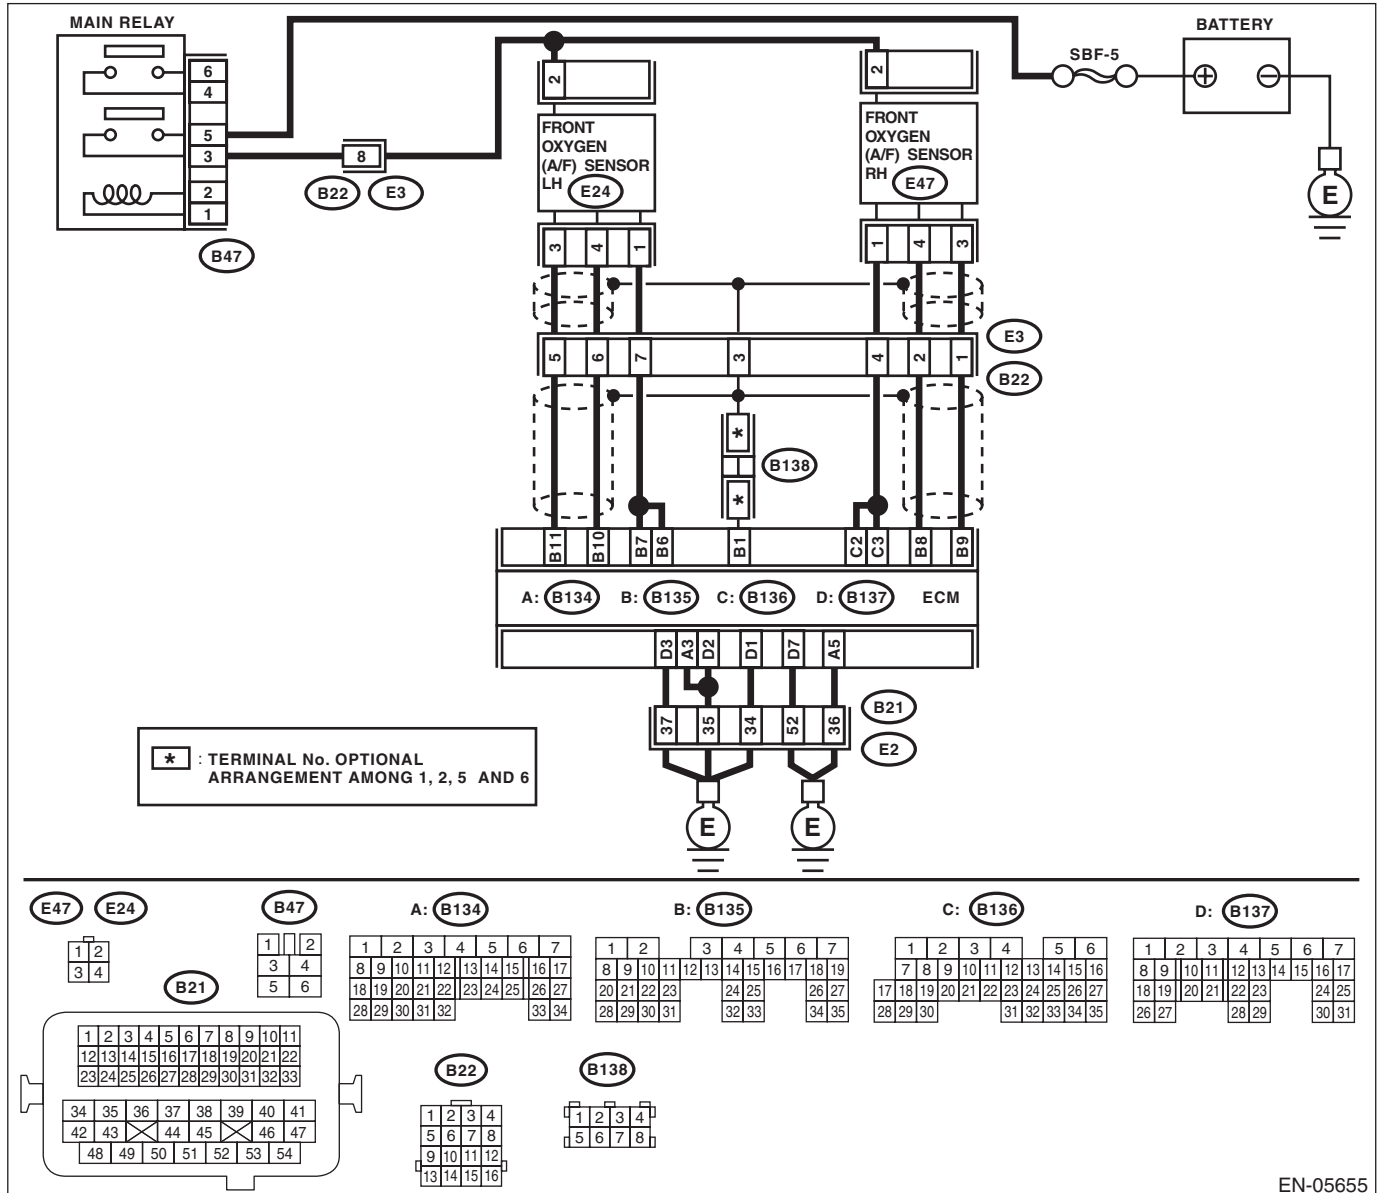 MAIN RELAY
BATTERY
SBF-5
6
4
5
3
2
1
B47
8
B22 E3
2
FRONT
OXYGEN
(A/F) SENSOR
LH
E24
2
FRONT
OXYGEN
(A/F) SENSOR
RH
E47
E
3 4 1
1 4 3
5 6 7 3 4 2 1
E3
B22
*
*
B138
B11 B10 B7 B6 B1 C2 C3 B8 B9
A: B134 B: B135 C: B136 D: B137 ECM
D3 A3 D2 D1 D7 A5
37 35 34 52 36
B21
E2
E E
* : TERMINAL No. OPTIONAL
ARRANGEMENT AMONG 1, 2, 5 AND 6
E47 E24
1 2
3 4
B47
1 2
3 4
5 6
A: B134
1 2 3 4 5 6 7
8 9 10 11 12 13 14 15 16 17
18 19 20 21 22 23 24 25 26 27
28 29 30 31 32 33 34
B: B135
1 2 3 4 5 6 7
8 9 10 11 12 13 14 15 16 17 18 19
20 21 22 23 24 25 26 27
28 29 30 31 32 33 34 35
C: B136
1 2 3 4 5 6
7 8 9 10 11 12 13 14 15 16
17 18 19 20 21 22 23 24 25 26 27
28 29 30 31 32 33 34 35
D: B137
1 2 3 4 5 6 7
8 9 10 11 12 13 14 15 16 17
18 19 20 21 22 23 24 25
26 27 28 29 30 31
B21
1 2 3 4 5 6 7 8 9 10 11
12 13 14 15 16 17 18 19 20 21 22
23 24 25 26 27 28 29 30 31 32 33
34 35 36 37 38 39 40 41
42 43 44 45 46 47
48 49 50 51 52 53 54
B22
1 2 3 4
5 6 7 8
9 10 11 12
13 14 15 16
B138
1 2 3 4
5 6 7 8
EN-05655